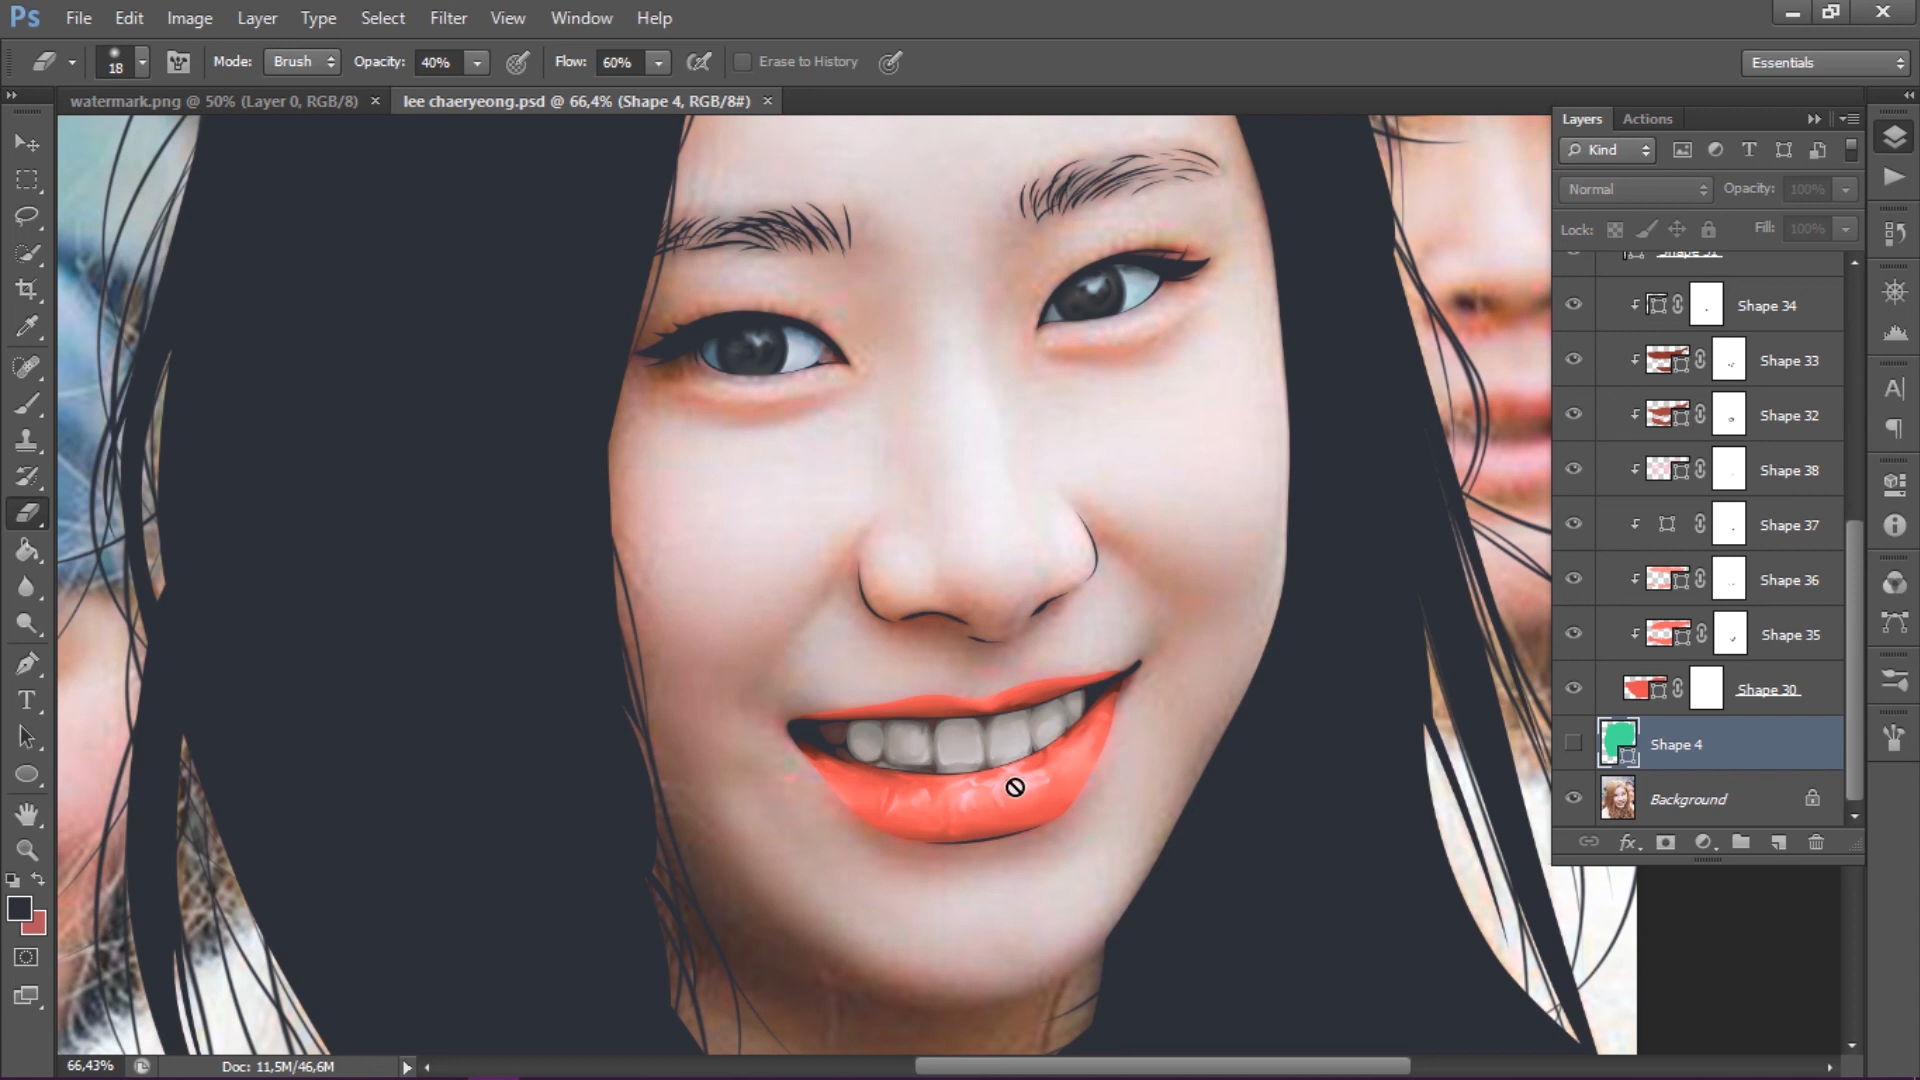 Ps File Edit Image Layer Type Select Filter View Window Help
18 Mode: Brush Opacity: 40% Flow: 60% Erase to History Essentials
watermark.png @ 50% (Layer 0, RGB/8) × lee chaeryeong.psd @ 66,4% (Shape 4, RGB/8#) ×
Layers Actions
Kind
Normal Opacity: 100%
Lock: Fill: 100%
Shape 34
Shape 33
Shape 32
Shape 38
Shape 37
Shape 36
Shape 35
Shape 30
Shape 4
Background
fx
66,43% Doc: 11,5M/46,6M